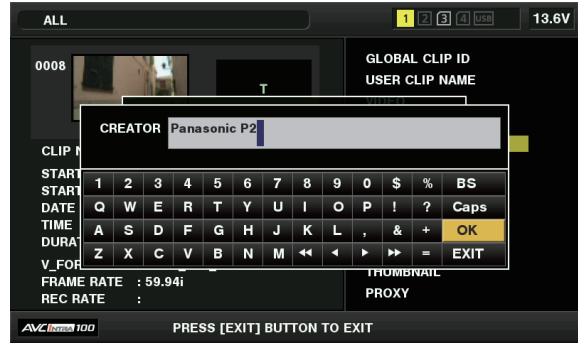 ALL
1 2 3 4 USB 13.6V
0008
T
GLOBAL CLIP ID
USER CLIP NAME
VIDEO
CREATOR Panasonic P2
CLIP
START
START
DATE
TIME
DURAT
V_FOR
FRAME RATE : 59.94i
REC RATE :
1 2 3 4 5 6 7 8 9 0 $ % BS
Q W E R T Y U I O P ! ? Caps
A S D F G H J K L , & + OK
Z X C V B N M ◀◀ ◀ ▶ ▶▶ = EXIT
THUMBNAIL
PROXY
AVC INTRA 100
PRESS [EXIT] BUTTON TO EXIT